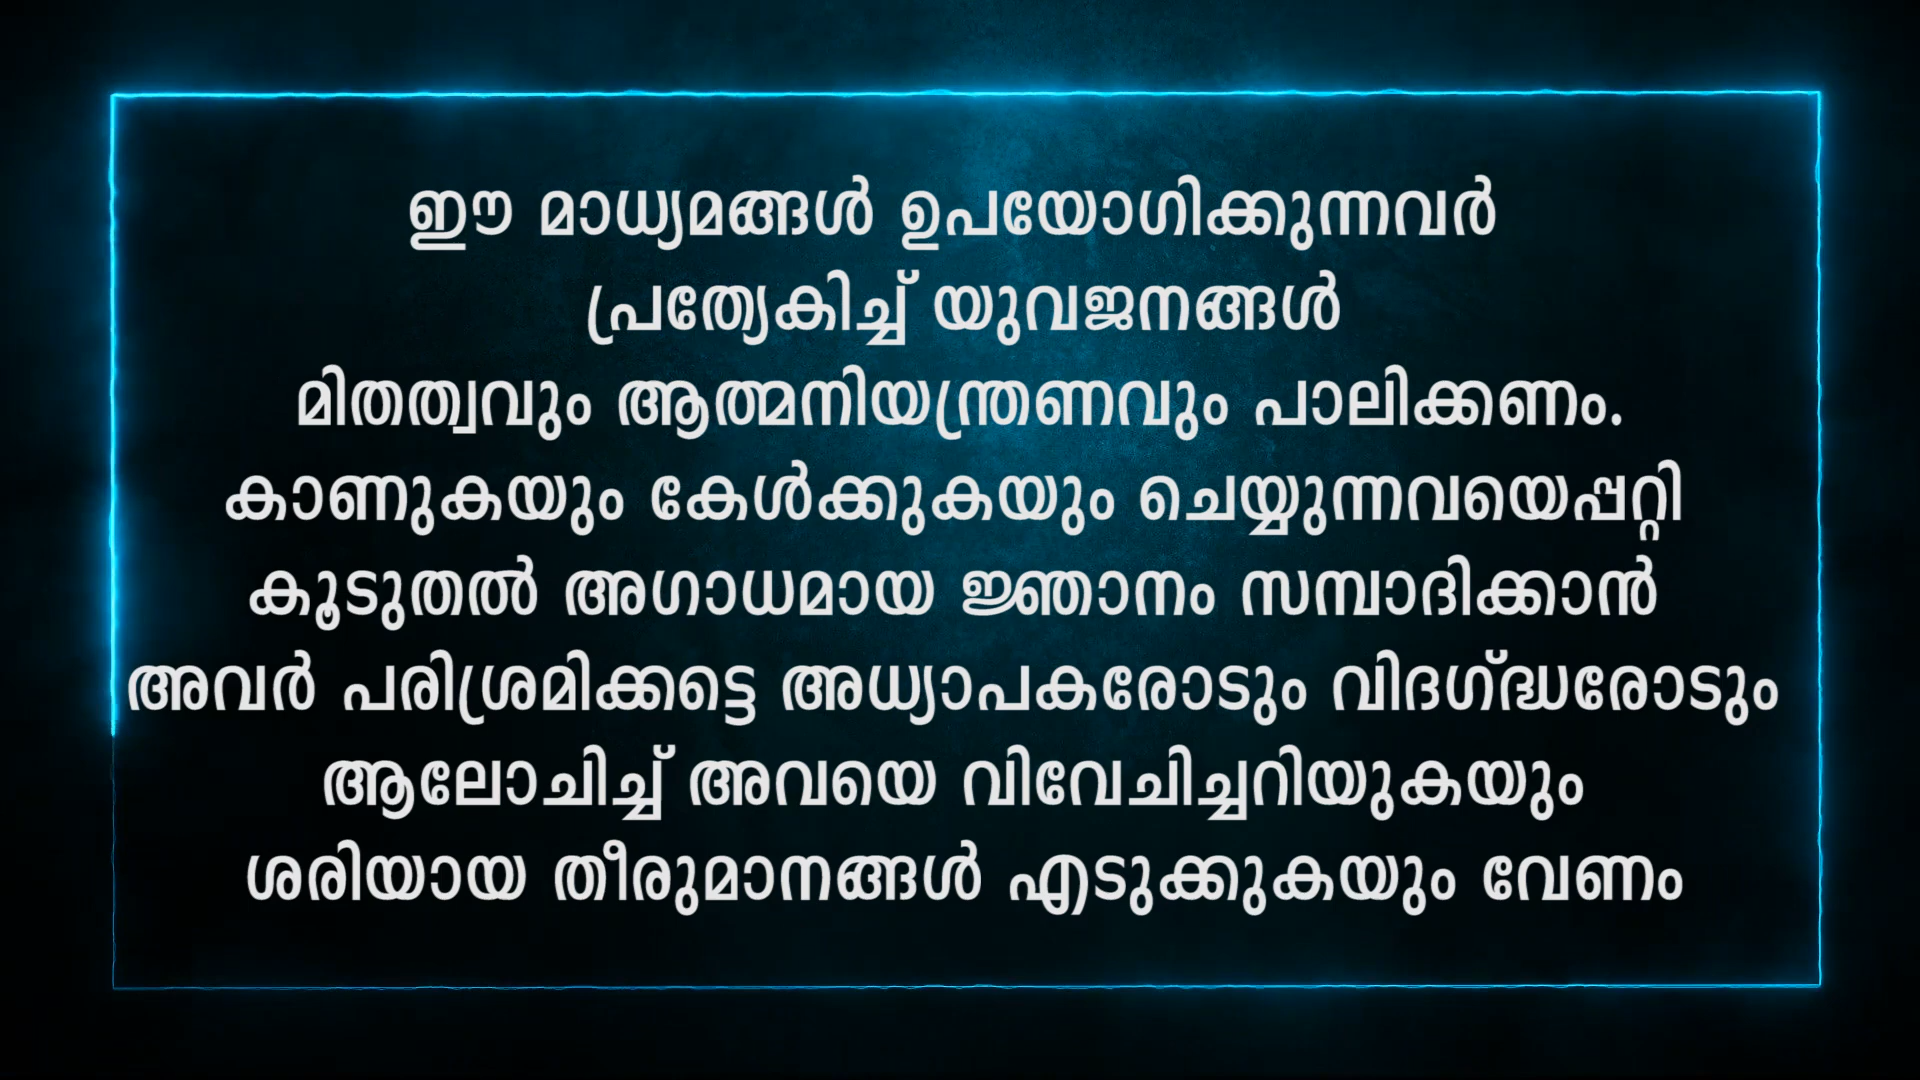 ഈ മാധ്യമങ്ങൾ ഉപയോഗിക്കുന്നവർ
പ്രത്യേകിച്ച് യുവജനങ്ങൾ
മിതത്വവും ആത്മനിയന്ത്രണവും പാലിക്കണം.
കാണുകയും കേൾക്കുകയും ചെയ്യുന്നവയെപ്പറ്റി
കൂടുതൽ അഗാധമായ ജ്ഞാനം സമ്പാദിക്കാൻ
അവർ പരിശ്രമിക്കട്ടെ അധ്യാപകരോടും വിദഗ്ദ്ധരോടും
ആലോചിച്ച് അവയെ വിവേചിച്ചറിയുകയും
ശരിയായ തീരുമാനങ്ങൾ എടുക്കുകയും വേണം